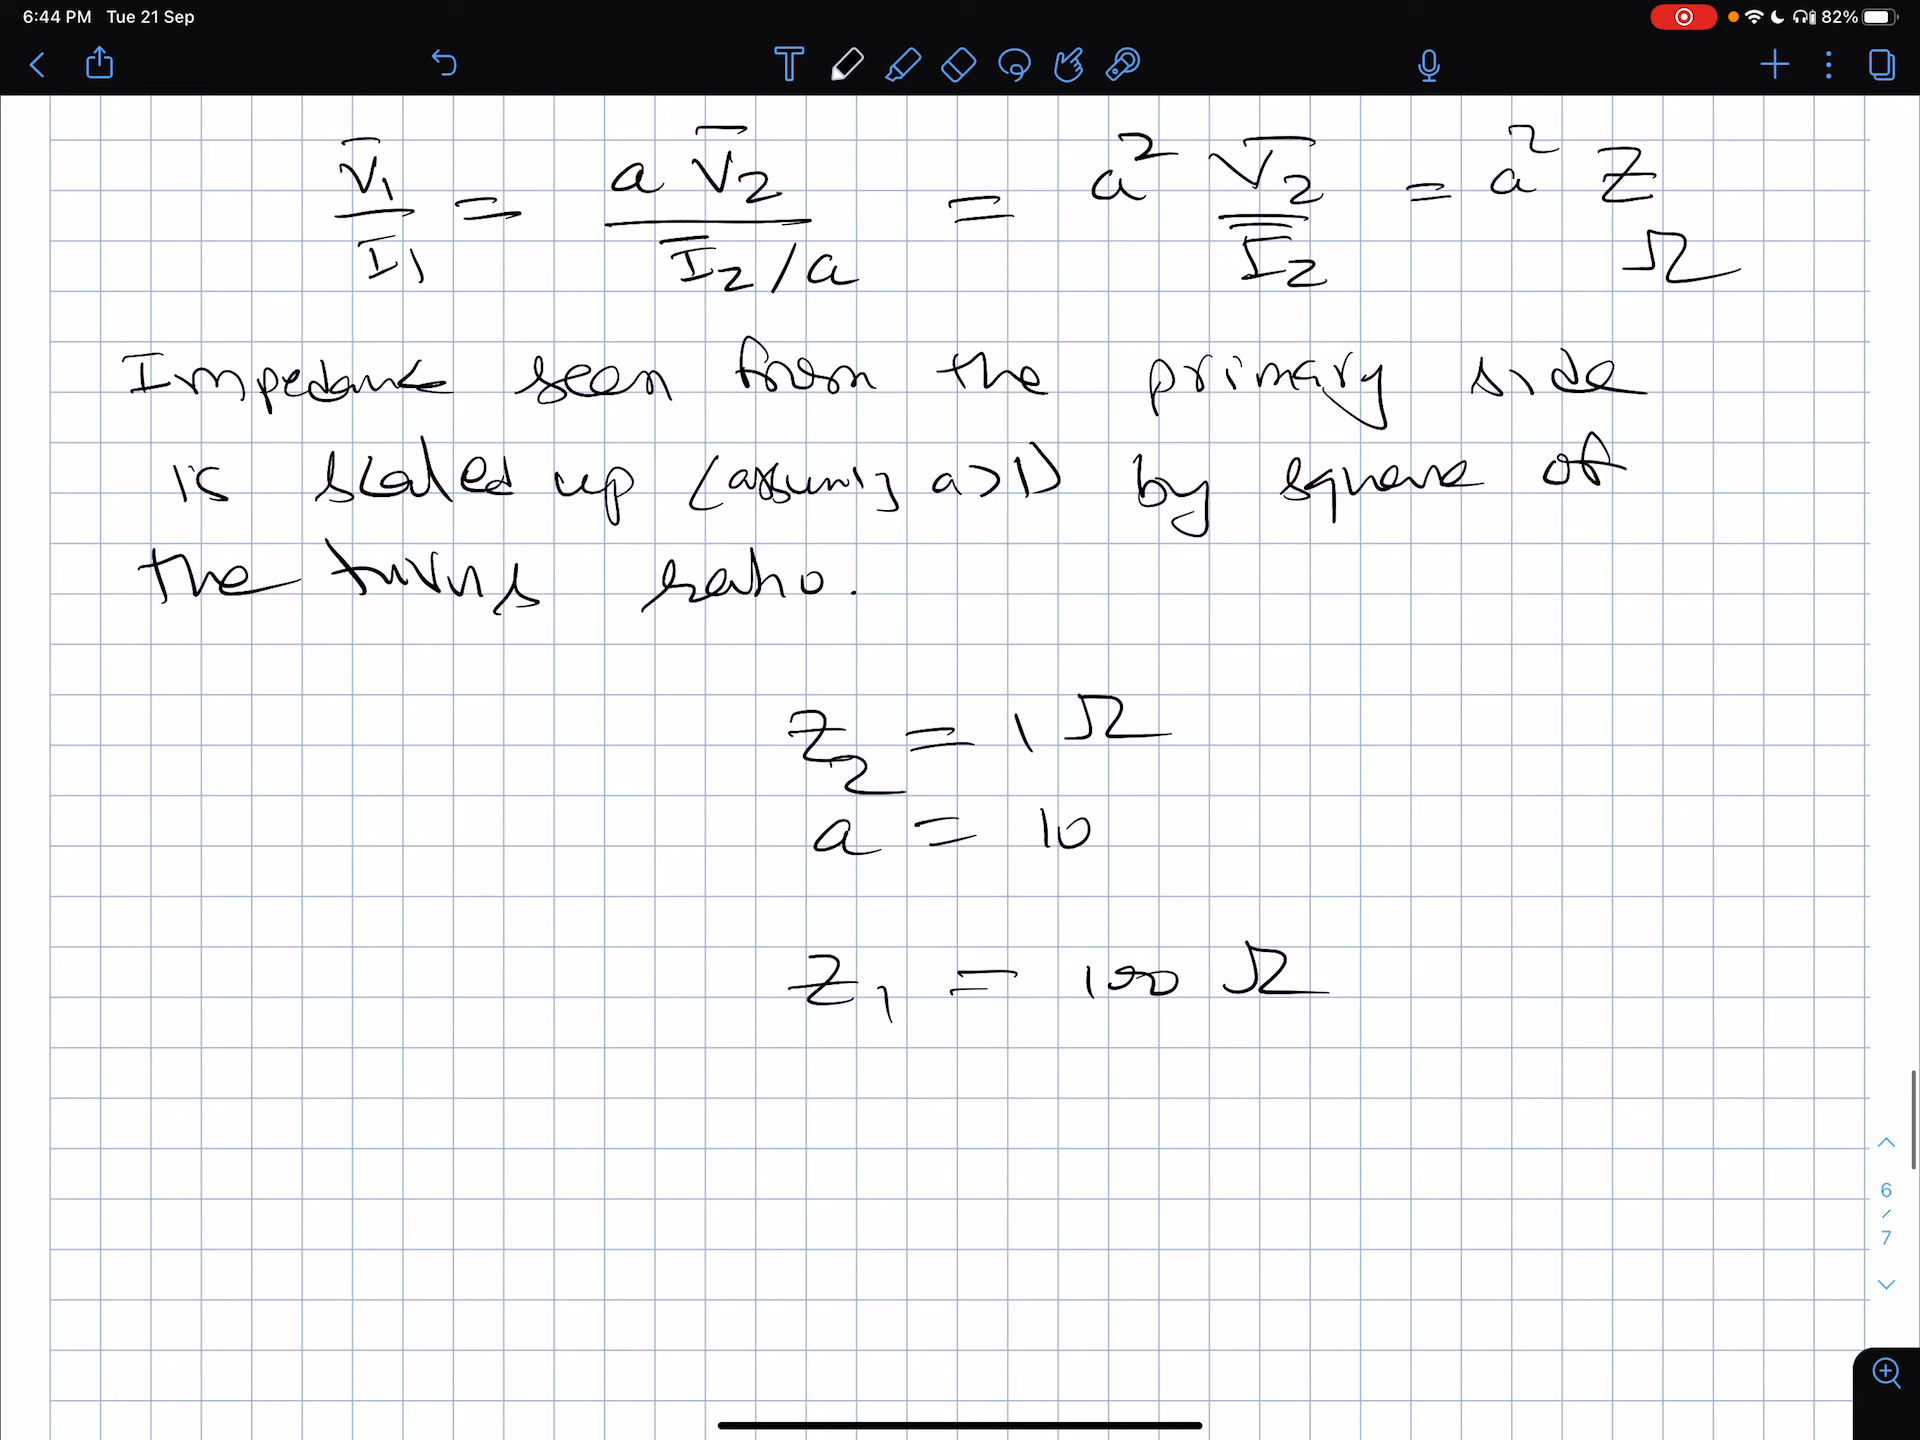 6:44 PM Tue 21 Sep
82%
V̄₁/Ī₁ = a V̄₂/(Ī₂/a) = a² V̄₂/Ī₂ = a² Z Ω
Impedance seen from the primary side
is scaled up (assum; a>1) by square of
the turns ratio.
Z₂ = 1 Ω
a = 10
Z₁ = 100 Ω
6
/
7